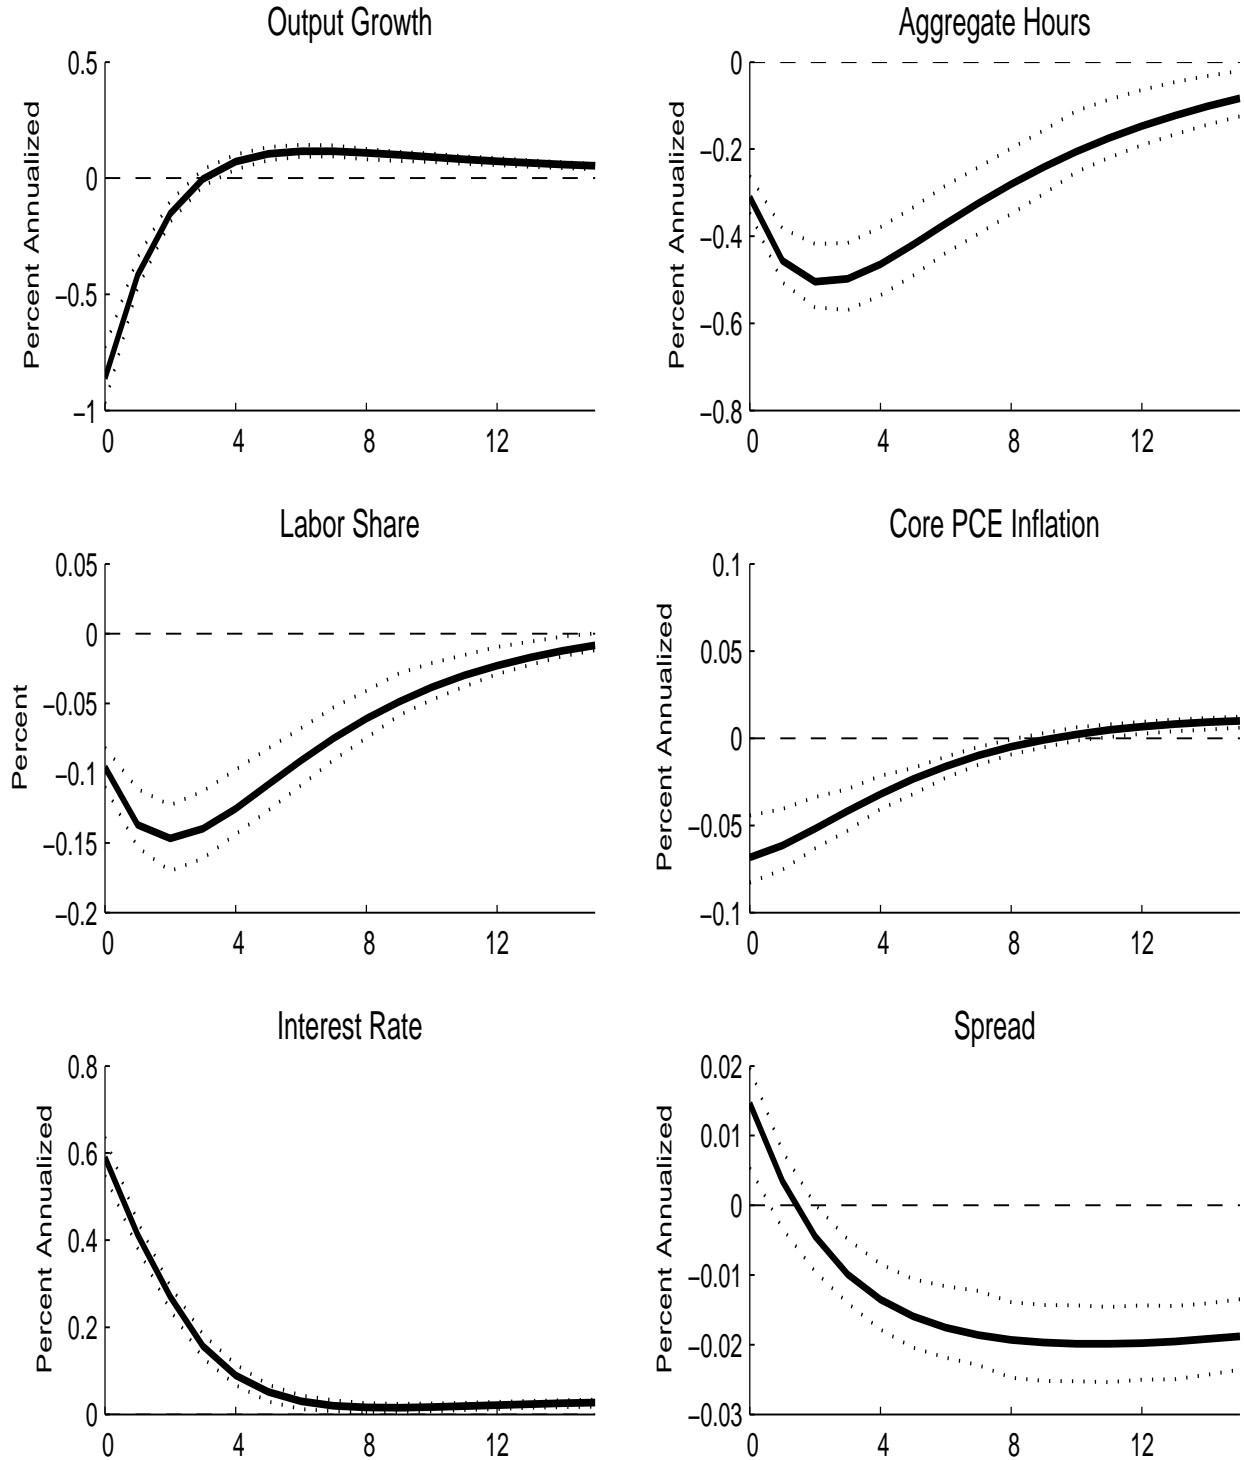 Output Growth
Percent Annualized
0.5
0
−0.5
−1
0 4 8 12
Aggregate Hours
Percent Annualized
0
−0.2
−0.4
−0.6
−0.8
0 4 8 12
Labor Share
Percent
0.05
0
−0.05
−0.1
−0.15
−0.2
0 4 8 12
Core PCE Inflation
Percent Annualized
0.1
0.05
0
−0.05
−0.1
0 4 8 12
Interest Rate
Percent Annualized
0.8
0.6
0.4
0.2
0
0 4 8 12
Spread
Percent Annualized
0.02
0.01
0
−0.01
−0.02
−0.03
0 4 8 12